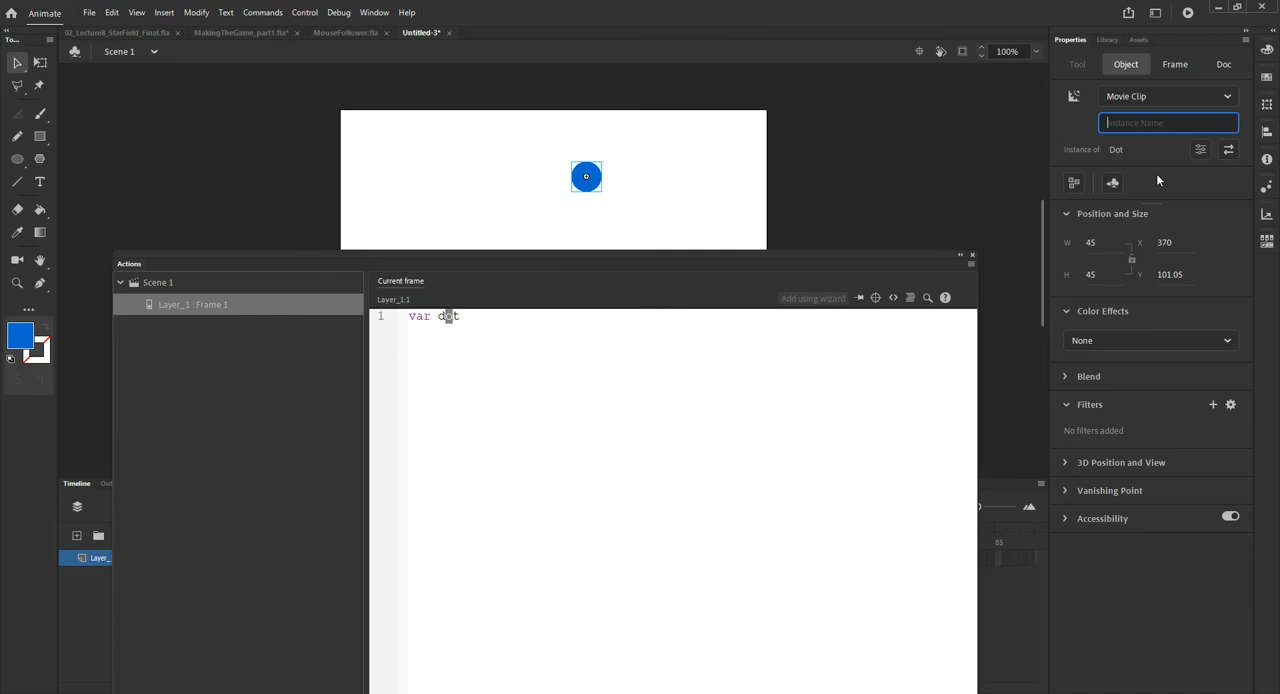 Animate File Edit View Insert Modify Text Commands Control Debug Window Help
02_Lecture8_StarField_Final.fla MakingTheGame_part1.fla* MouseFollower.fla Untitled-3*
To...
Scene 1 100%
Properties Library Assets
Tool Object Frame Doc
Movie Clip
Instance Name
Instance of: Dot
Position and Size
W 45 X 370
H 45 Y 101.05
Color Effects
None
Blend
Filters
No filters added
3D Position and View
Vanishing Point
Accessibility
Actions
Scene 1
Layer_1 : Frame 1
Current frame
Layer_1:1
Add using wizard
1 var dot
Timeline Out
85
Layer_